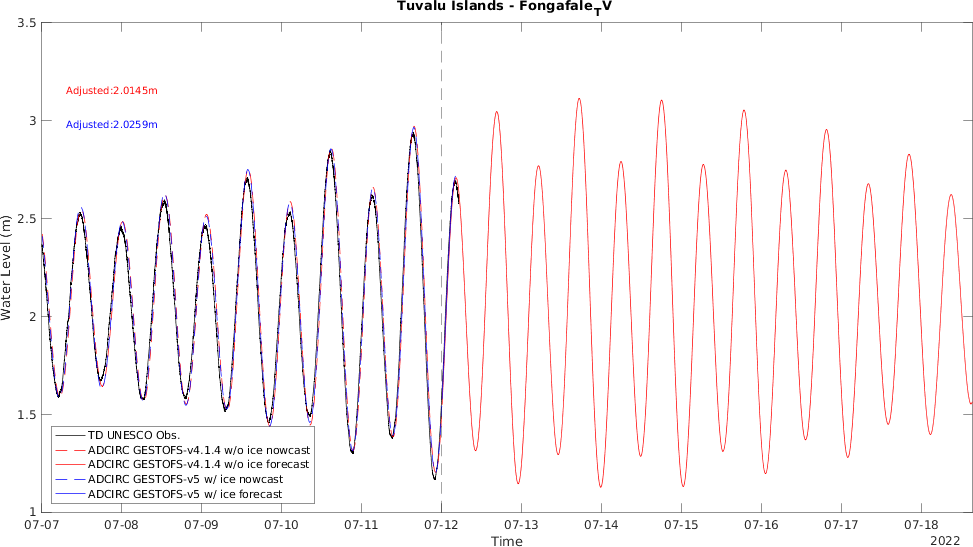 Tuvalu Islands - Fongafale_TV
3.5
3
2.5
2
1.5
1
Water Level (m)
Adjusted:2.0145m
Adjusted:2.0259m
TD UNESCO Obs.
ADCIRC GESTOFS-v4.1.4 w/o ice nowcast
ADCIRC GESTOFS-v4.1.4 w/o ice forecast
ADCIRC GESTOFS-v5 w/ ice nowcast
ADCIRC GESTOFS-v5 w/ ice forecast
07-07 07-08 07-09 07-10 07-11 07-12 07-13 07-14 07-15 07-16 07-17 07-18
Time
2022